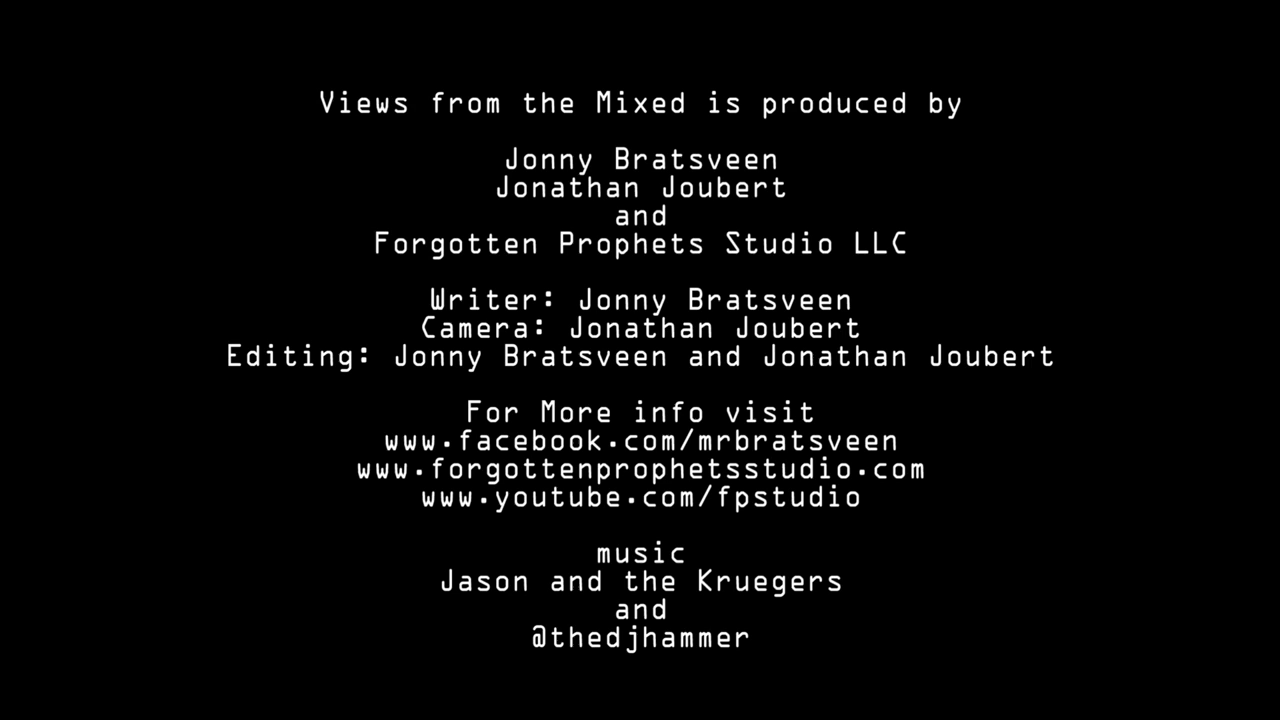 Views from the Mixed is produced by
Jonny Bratsveen
Jonathan Joubert
and
Forgotten Prophets Studio LLC
Writer: Jonny Bratsveen
Camera: Jonathan Joubert
Editing: Jonny Bratsveen and Jonathan Joubert
For More info visit
www.facebook.com/mrbratsveen
www.forgottenprophetsstudio.com
www.youtube.com/fpstudio
music
Jason and the Kruegers
and
@thedjhammer